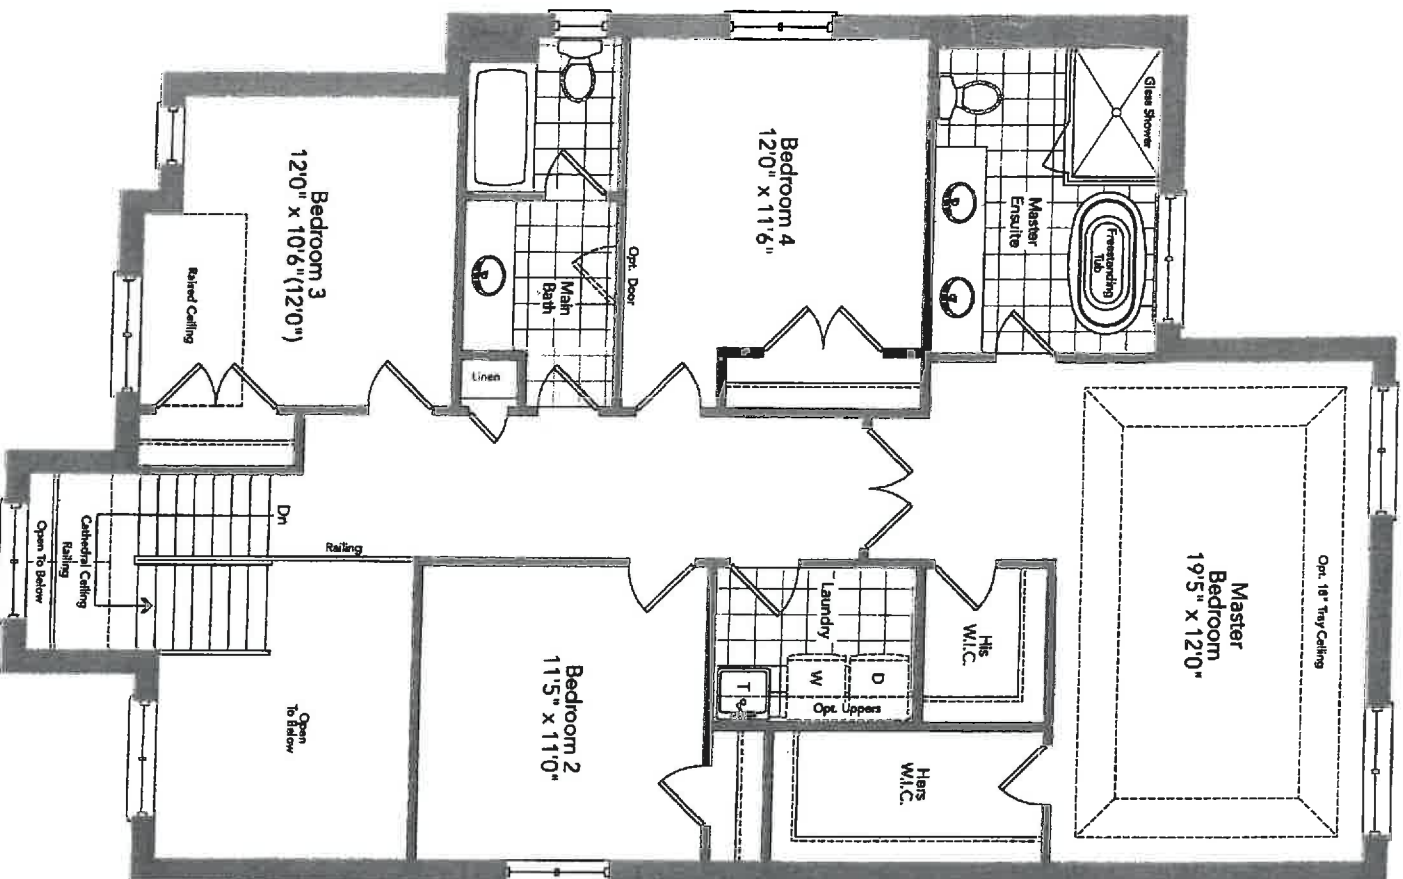 Glass Shower
Master
Ensuite
Freestanding
Tub
Bedroom 4
12'0" x 11'6"
Opt. Door
Main
Bath
Linen
Bedroom 3
12'0" x 10'6"(12'0")
Raised Ceiling
Master
Bedroom
19'5" x 12'0"
Opt. 16" Tray Ceiling
His
W.I.C.
Hers
W.I.C.
Laundry
D
W
T
Opt. Uppers
Bedroom 2
11'5" x 11'0"
Railing
Dn
Cathedral Ceiling
Railing
Open To Below
Open
To Below